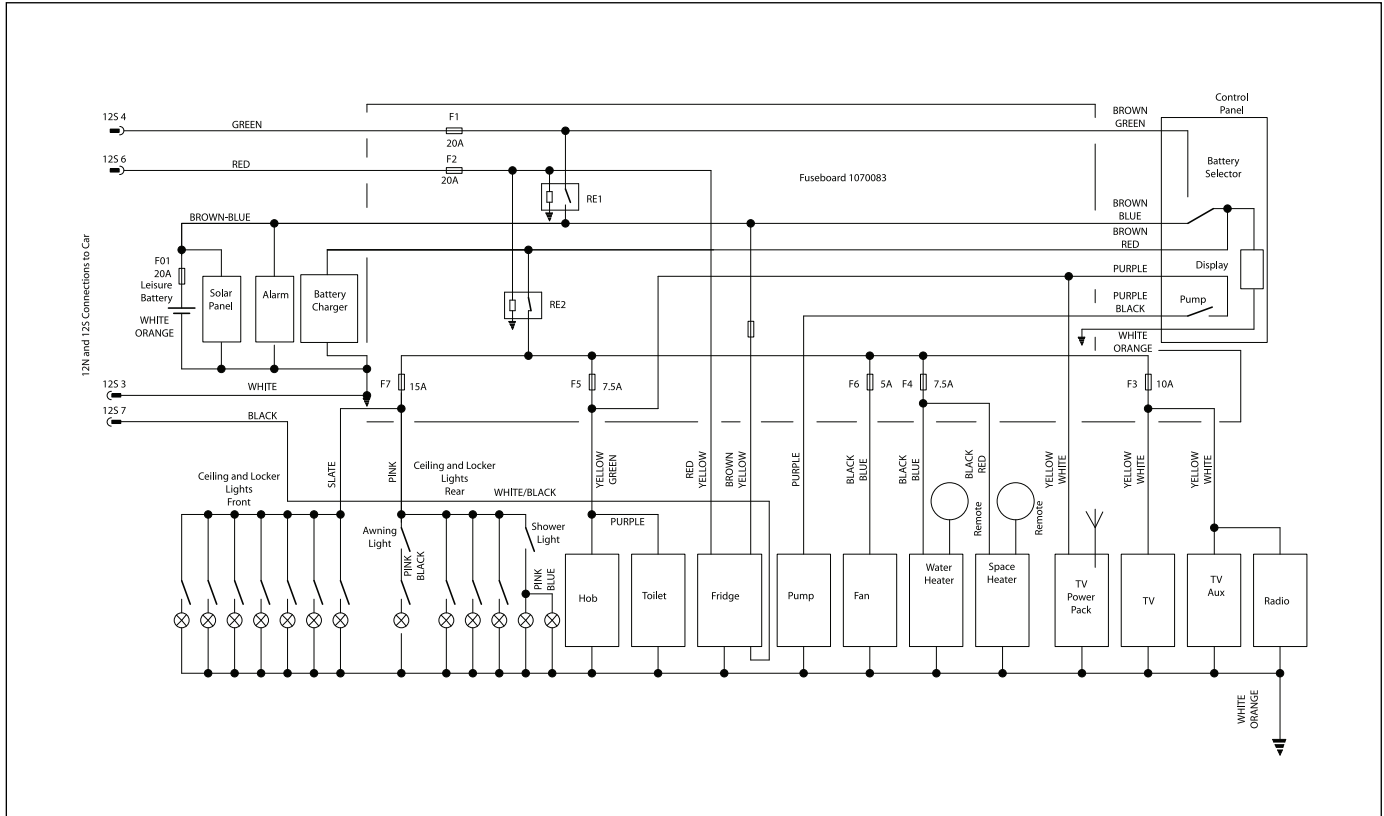 12S 4
GREEN
F1
20A
BROWN
GREEN
Control
Panel
12S 6
RED
F2
20A
Fuseboard 1070083
Battery
Selector
RE1
BROWN-BLUE
BROWN
BLUE
BROWN
RED
12N and 12S Connections to Car
F01
20A
Leisure
Battery
WHITE
ORANGE
Solar
Panel
Alarm
Battery
Charger
RE2
PURPLE
Display
PURPLE
BLACK
Pump
WHITE
ORANGE
12S 3
WHITE
12S 7
BLACK
F7
15A
F5
7.5A
F6
5A
F4
7.5A
F3
10A
Ceiling and Locker
Lights
Front
SLATE
PINK
Ceiling and Locker
Lights
Rear
WHITE/BLACK
YELLOW
GREEN
RED
YELLOW
BROWN
YELLOW
PURPLE
BLACK
BLUE
BLACK
BLUE
BLACK
RED
YELLOW
WHITE
YELLOW
WHITE
YELLOW
WHITE
Remote
Remote
Awning
Light
PINK
BLACK
Shower
Light
PINK
BLUE
PURPLE
Hob
Toilet
Fridge
Pump
Fan
Water
Heater
Space
Heater
TV
Power
Pack
TV
TV
Aux
Radio
WHITE
ORANGE